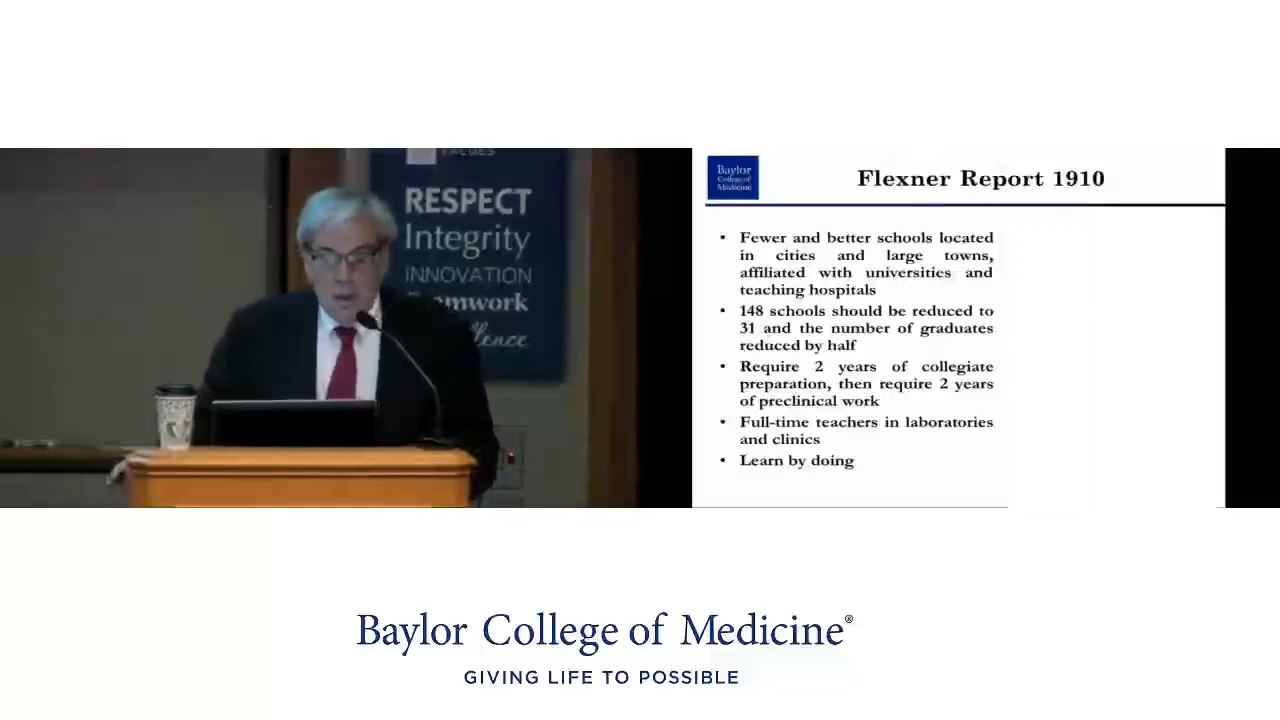 VALUES
RESPECT
Integrity
INNOVATION
Baylor
College of
Medicine
Flexner Report 1910
• Fewer and better schools located
in cities and large towns,
affiliated with universities and
teaching hospitals
• 148 schools should be reduced to
31 and the number of graduates
reduced by half
• Require 2 years of collegiate
preparation, then require 2 years
of preclinical work
• Full-time teachers in laboratories
and clinics
• Learn by doing
Baylor College of Medicine®
GIVING LIFE TO POSSIBLE